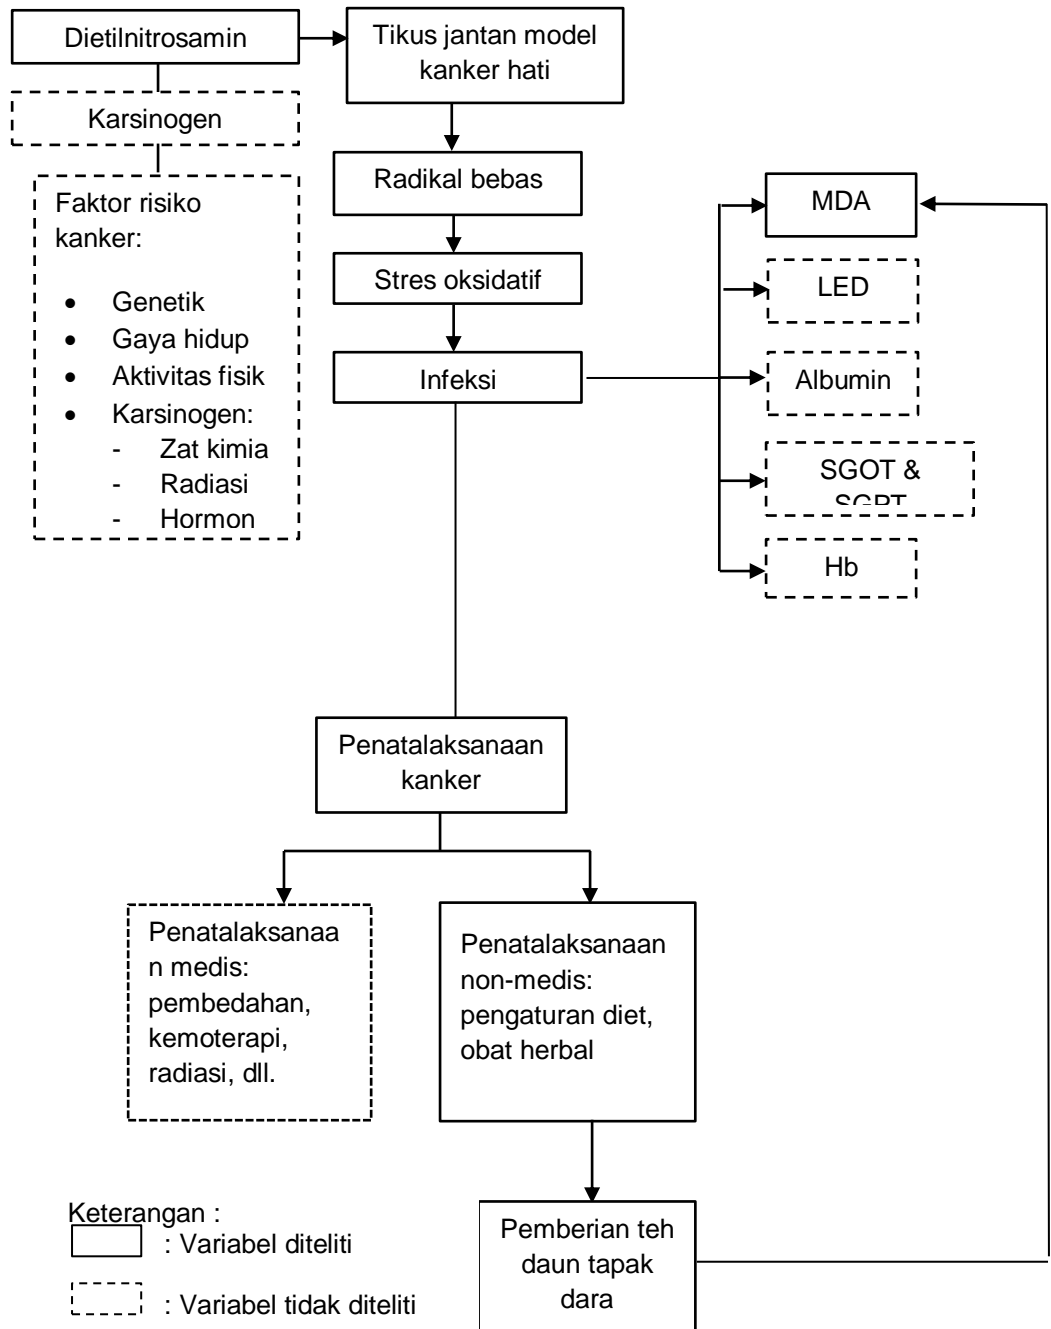 Dietilnitrosamin
Tikus jantan model
kanker hati
Karsinogen
Radikal bebas
Faktor risiko
kanker:
• Genetik
• Gaya hidup
• Aktivitas fisik
• Karsinogen:
- Zat kimia
- Radiasi
- Hormon
Stres oksidatif
Infeksi
MDA
LED
Albumin
SGOT &
SGPT
Hb
Penatalaksanaan
kanker
Penatalaksanaa
n medis:
pembedahan,
kemoterapi,
radiasi, dll.
Penatalaksanaan
non-medis:
pengaturan diet,
obat herbal
Pemberian teh
daun tapak
dara
Keterangan :
: Variabel diteliti
: Variabel tidak diteliti